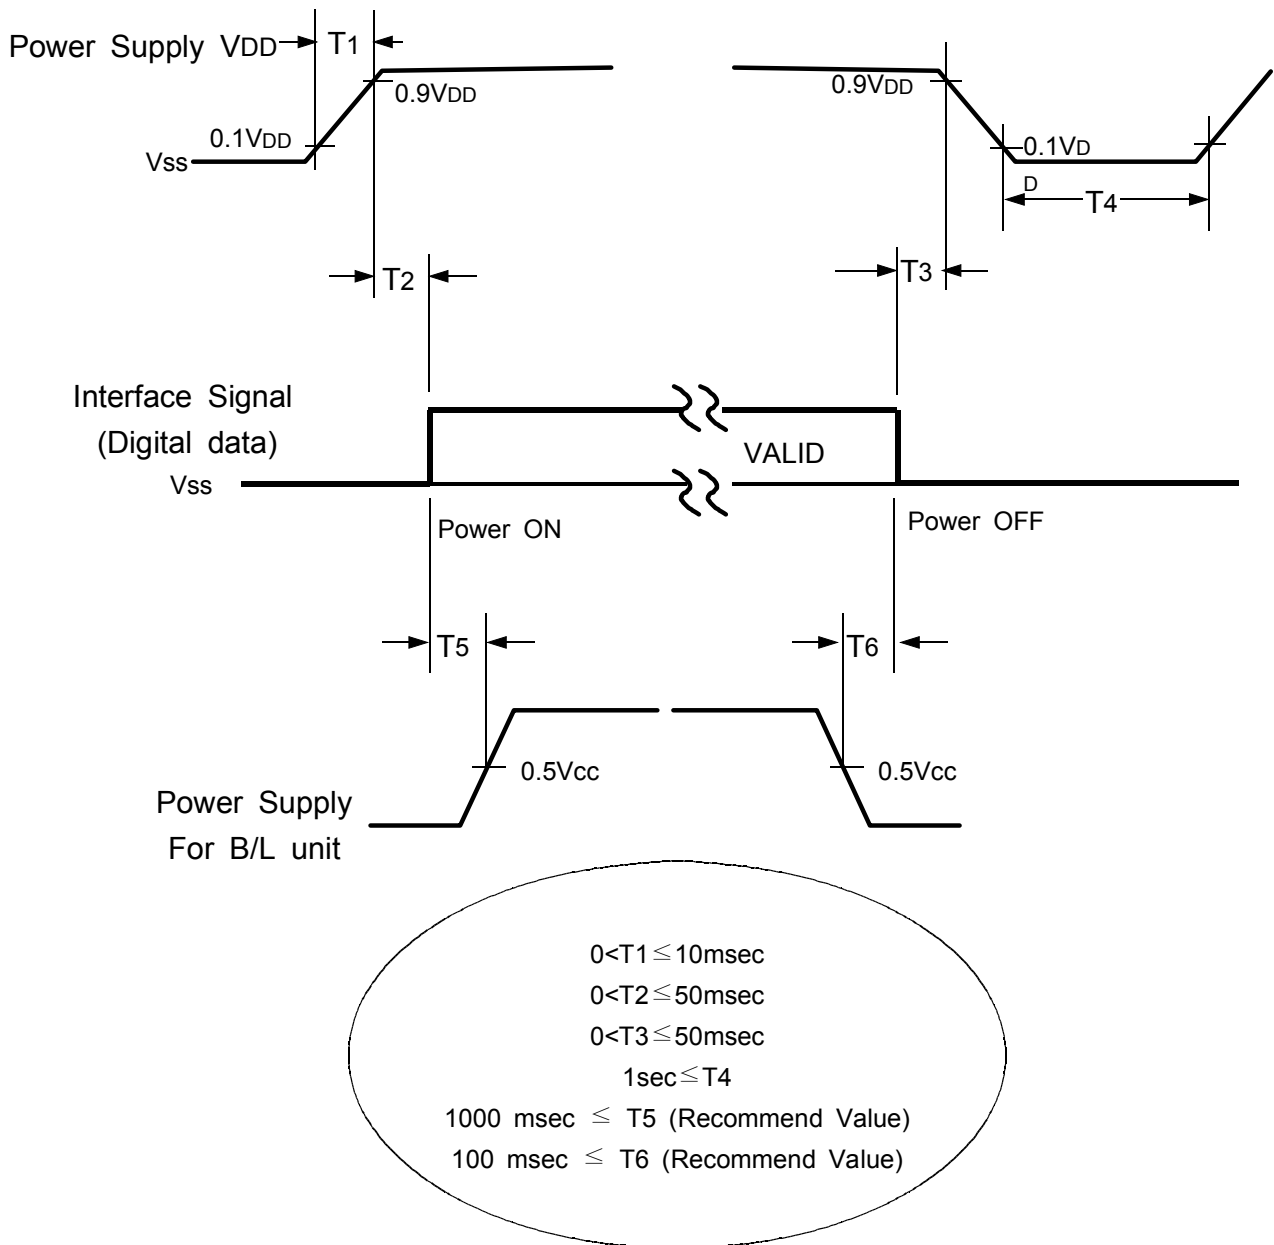 Power Supply VDD
T1
0.9VDD
0.9VDD
0.1VDD
Vss
0.1VD
D
T4
T2
T3
Interface Signal
(Digital data)
VALID
Vss
Power ON
Power OFF
T5
T6
0.5Vcc
0.5Vcc
Power Supply
For B/L unit
0<T1≦10msec
0<T2≦50msec
0<T3≦50msec
1sec≦T4
1000 msec ≦ T5 (Recommend Value)
100 msec ≦ T6 (Recommend Value)